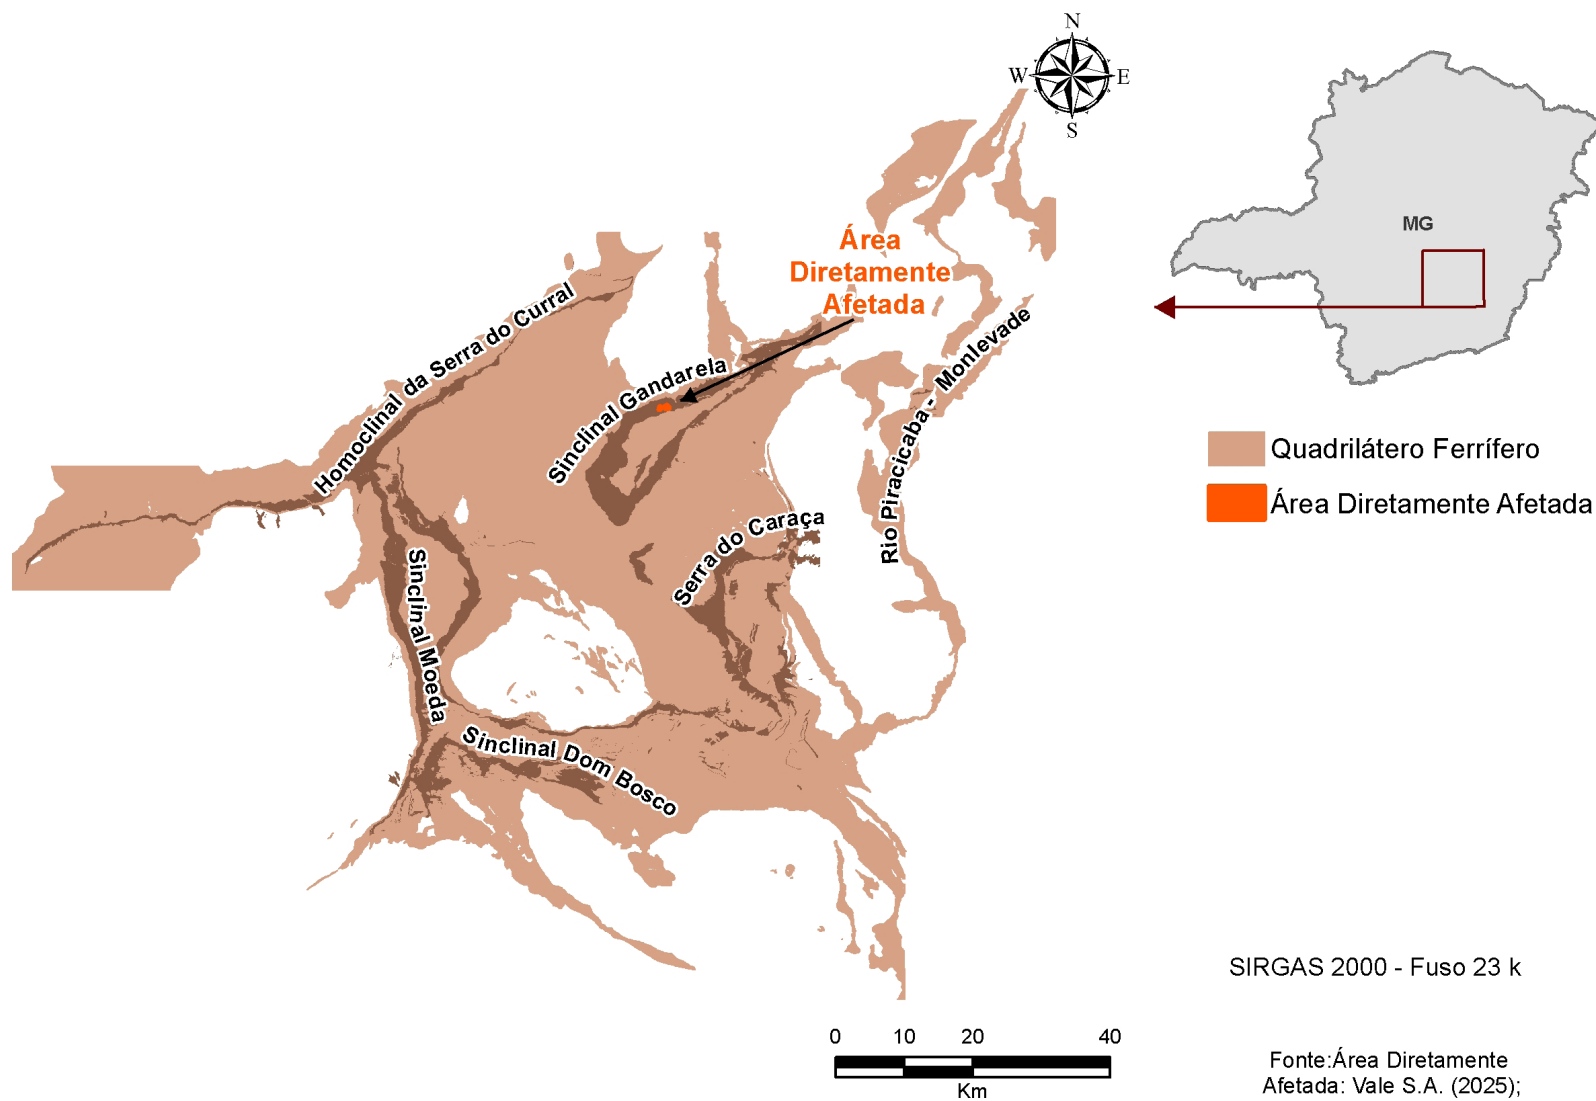 N
W
E
S
MG
Área
Diretamente
Afetada
Homoclinal da Serra do Curral
Sinclinal Gandarela
Rio Piracicaba - Monlevade
Quadrilátero Ferrífero
Área Diretamente Afetada
Serra do Caraça
Sinclinal Moeda
Sinclinal Dom Bosco
SIRGAS 2000 - Fuso 23 k
0 10 20 40
Km
Fonte:Área Diretamente
Afetada: Vale S.A. (2025);